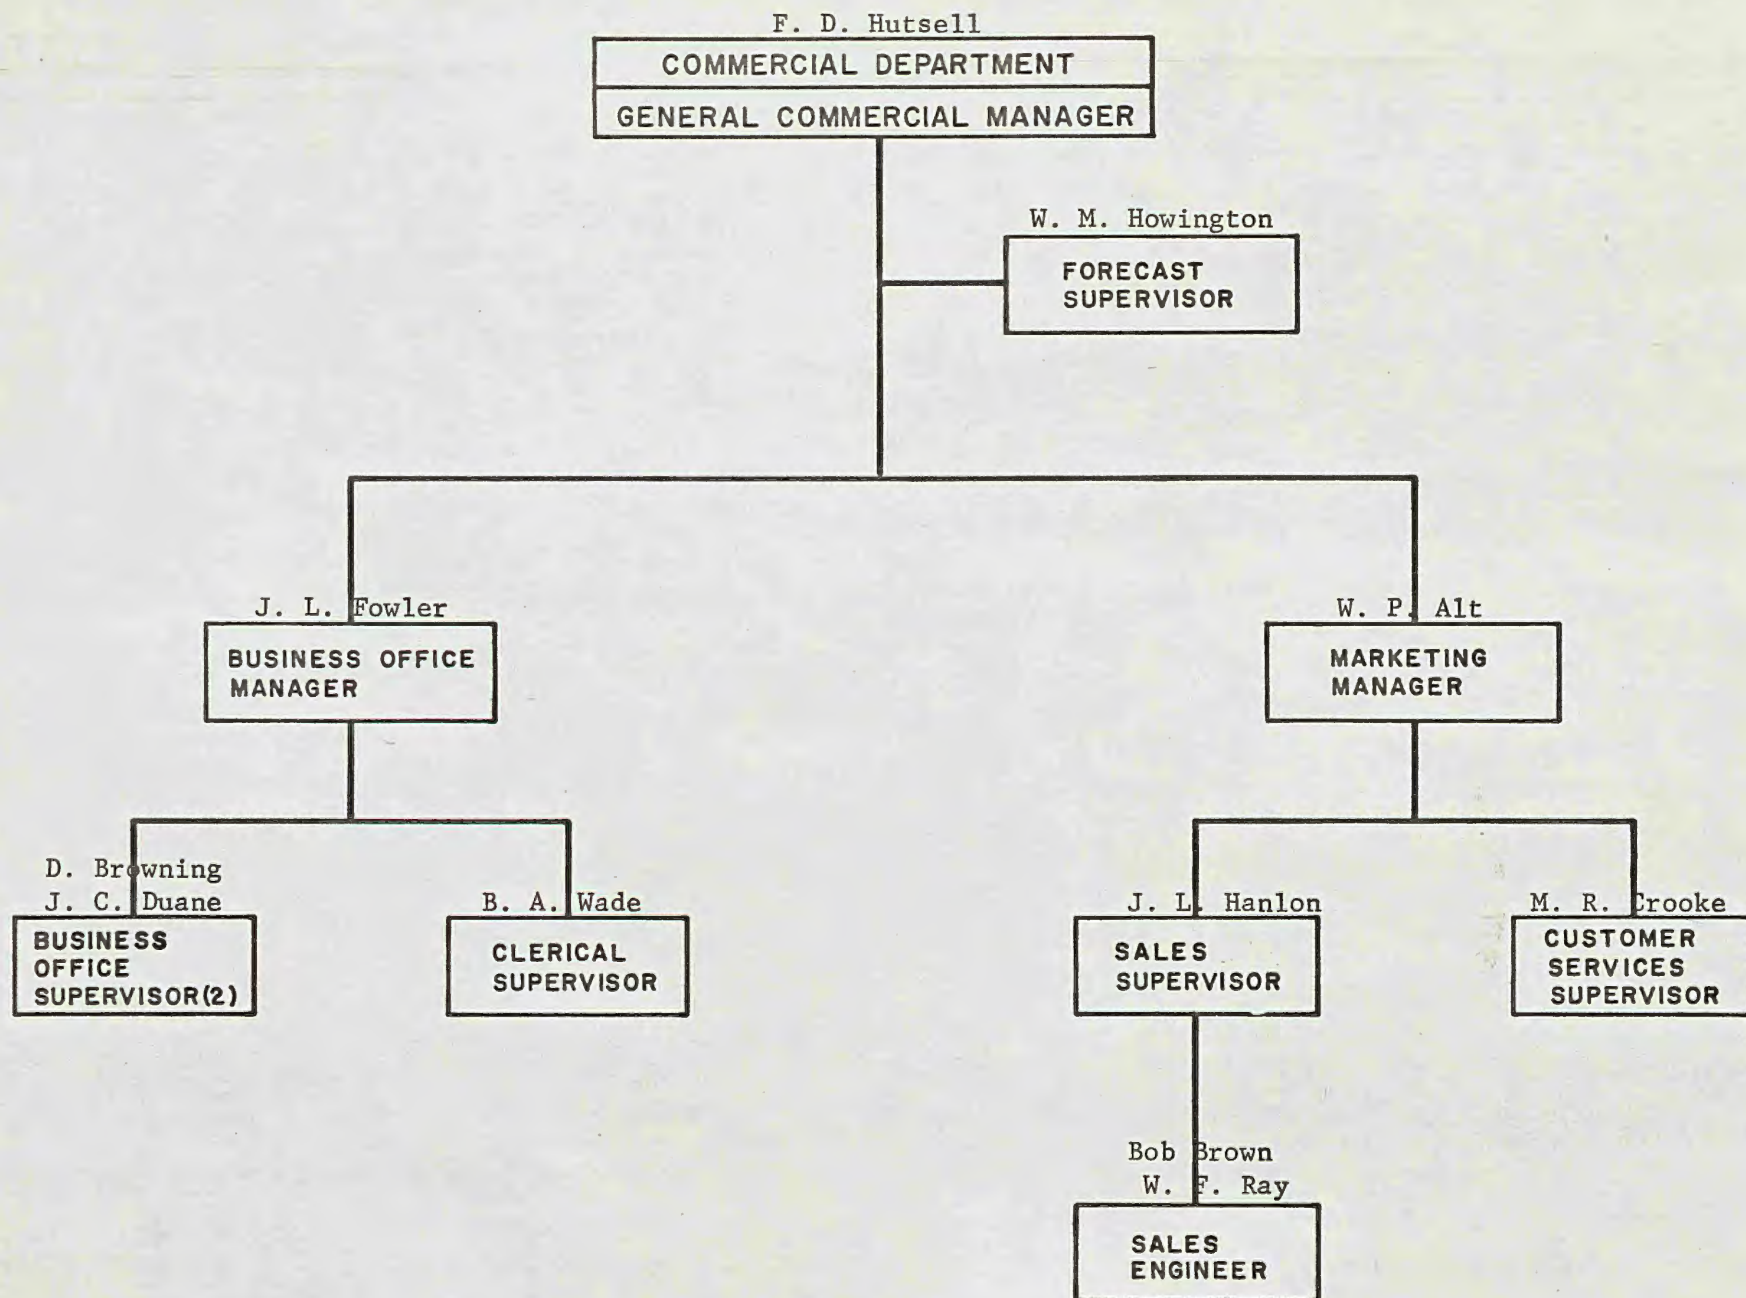 F. D. Hutsell
COMMERCIAL DEPARTMENT
GENERAL COMMERCIAL MANAGER
W. M. Howington
FORECAST
SUPERVISOR
J. L. Fowler
BUSINESS OFFICE
MANAGER
W. P. Alt
MARKETING
MANAGER
D. Browning
J. C. Duane
BUSINESS
OFFICE
SUPERVISOR(2)
B. A. Wade
CLERICAL
SUPERVISOR
J. L. Hanlon
SALES
SUPERVISOR
M. R. Crooke
CUSTOMER
SERVICES
SUPERVISOR
Bob Brown
W. F. Ray
SALES
ENGINEER